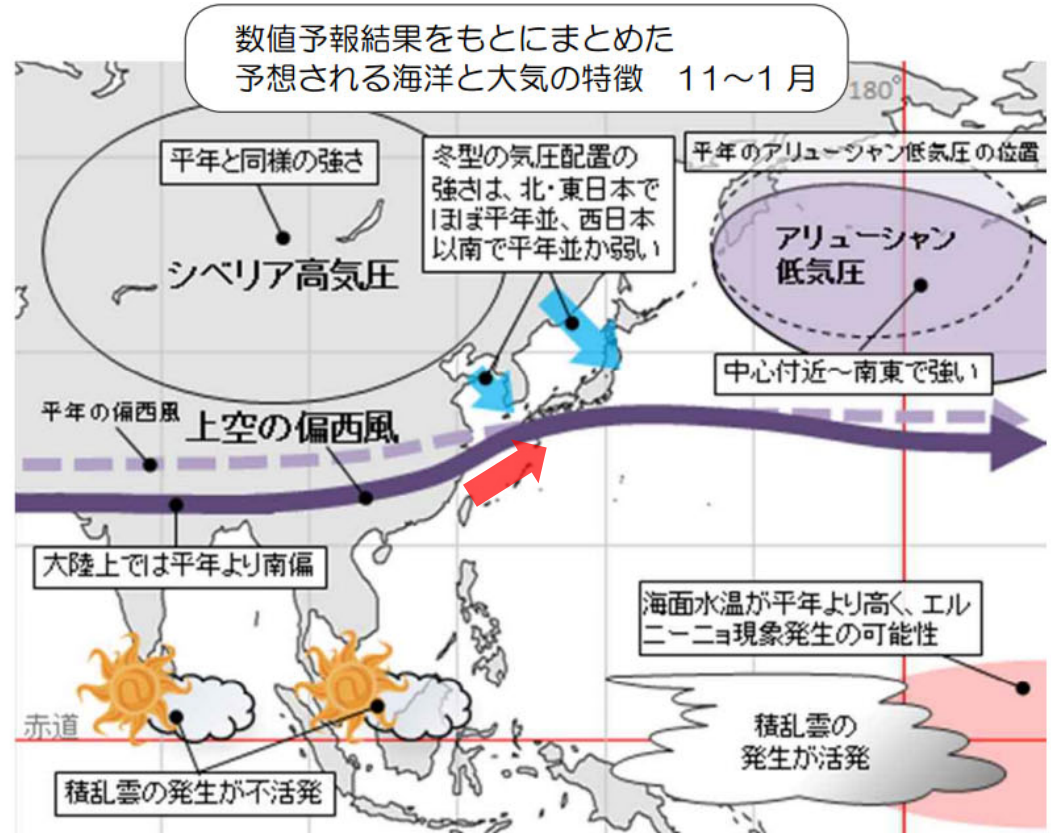 数値予報結果をもとにまとめた
予想される海洋と大気の特徴　11～1月
180°
平年と同様の強さ
シベリア高気圧
冬型の気圧配置の
強さは、北・東日本で
ほぼ平年並、西日本
以南で平年並か弱い
平年のアリューシャン低気圧の位置
アリューシャン
低気圧
中心付近～南東で強い
平年の偏西風
上空の偏西風
大陸上では平年より南偏
海面水温が平年より高く、エル
ニーニョ現象発生の可能性
赤道
積乱雲の発生が不活発
積乱雲の
発生が活発